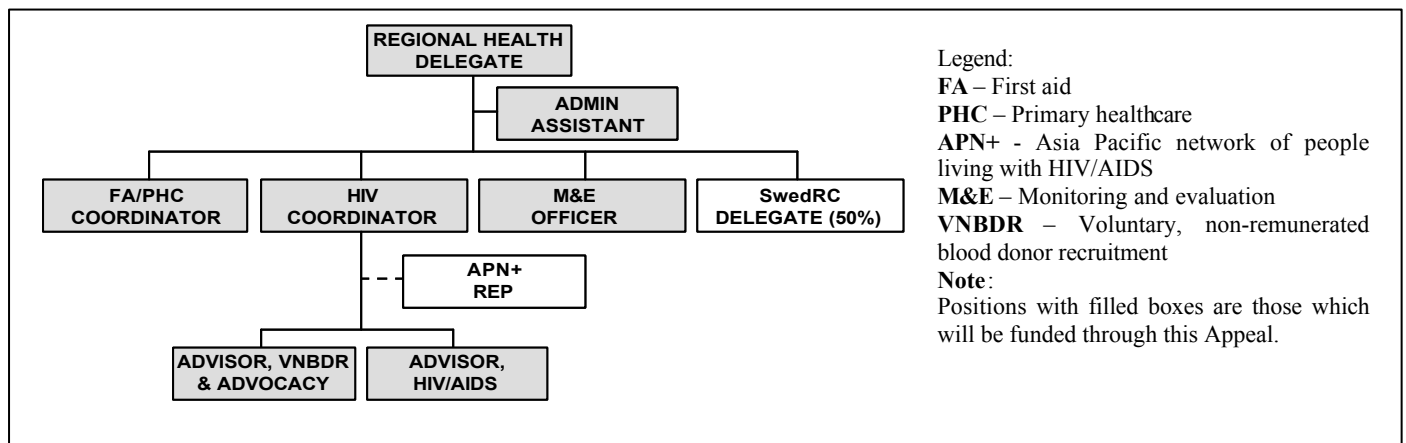 REGIONAL HEALTH
DELEGATE
ADMIN
ASSISTANT
FA/PHC
COORDINATOR
HIV
COORDINATOR
M&E
OFFICER
SwedRC
DELEGATE (50%)
APN+
REP
ADVISOR, VNBDR
& ADVOCACY
ADVISOR,
HIV/AIDS
Legend:
FA – First aid
PHC – Primary healthcare
APN+ - Asia Pacific network of people
living with HIV/AIDS
M&E – Monitoring and evaluation
VNBDR – Voluntary, non-remunerated
blood donor recruitment
Note:
Positions with filled boxes are those which
will be funded through this Appeal.